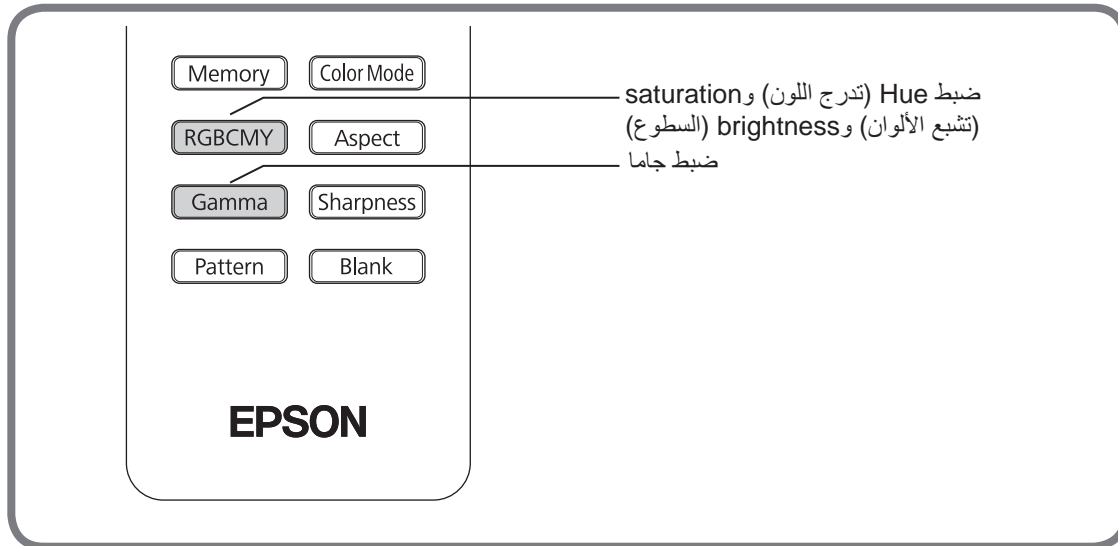 Memory
Color Mode
ضبط Hue (تدرج اللون) وsaturation
(تشبع الألوان) وbrightness (السطوع)
RGBCMY
Aspect
ضبط جاما
Gamma
Sharpness
Pattern
Blank
EPSON